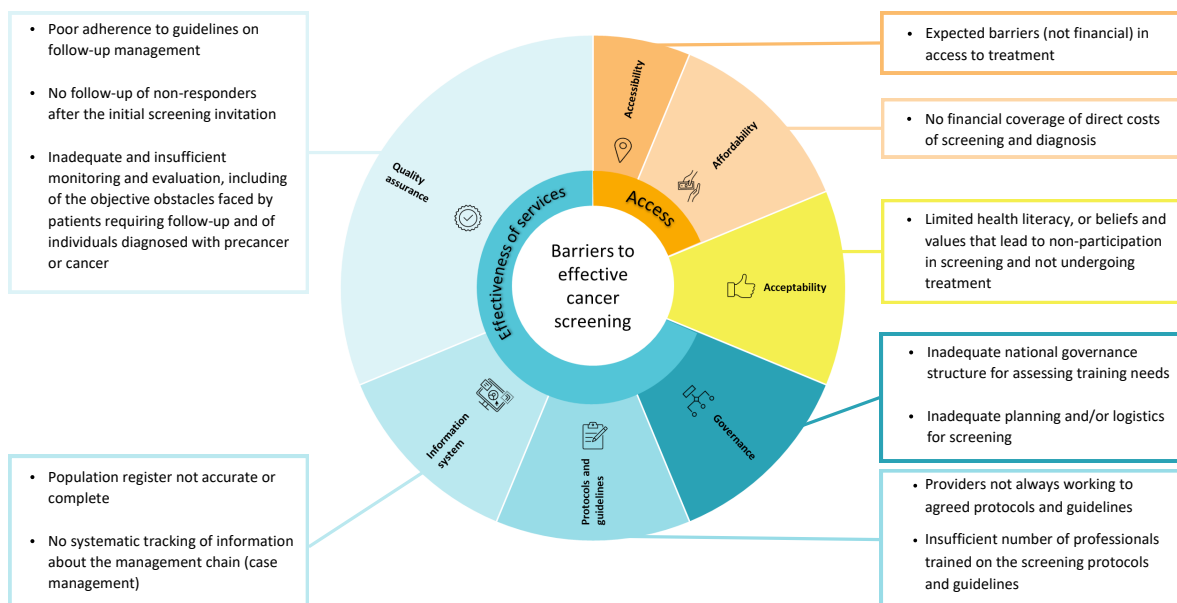 • Poor adherence to guidelines on
follow-up management
• No follow-up of non-responders
after the initial screening invitation
• Inadequate and insufficient
monitoring and evaluation, including
of the objective obstacles faced by
patients requiring follow-up and of
individuals diagnosed with precancer
or cancer
• Population register not accurate or
complete
• No systematic tracking of information
about the management chain (case
management)
Quality
assurance
Information
system
Protocols and
guidelines
Governance
Acceptability
Affordability
Accessibility
Effectiveness of services
Access
Barriers to
effective
cancer
screening
• Expected barriers (not financial) in
access to treatment
• No financial coverage of direct costs
of screening and diagnosis
• Limited health literacy, or beliefs and
values that lead to non-participation
in screening and not undergoing
treatment
• Inadequate national governance
structure for assessing training needs
• Inadequate planning and/or logistics
for screening
• Providers not always working to
agreed protocols and guidelines
• Insufficient number of professionals
trained on the screening protocols
and guidelines